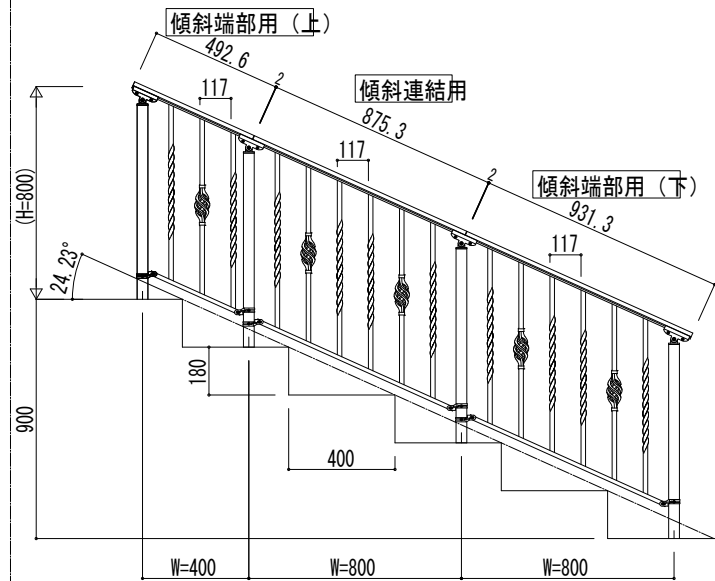 傾斜端部用（上）
492.6
2
傾斜連結用
875.3
117
117
2
傾斜端部用（下）
931.3
117
(H=800)
24.23°
180
900
400
W=400
W=800
W=800